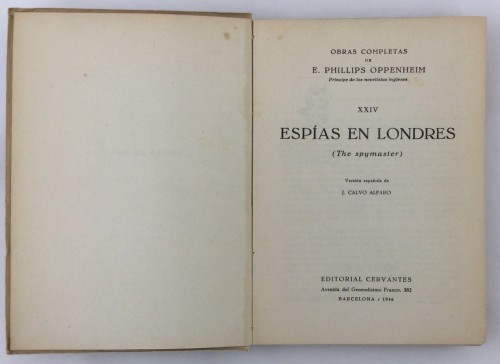 OBRAS COMPLETAS
DE
E. PHILLIPS OPPENHEIM
Príncipe de los novelistas ingleses.
XXIV
ESPÍAS EN LONDRES
(The spymaster)
Versión española de
J. CALVO ALFARO
EDITORIAL CERVANTES
Avenida del Generalísimo Franco, 382
BARCELONA : 1946